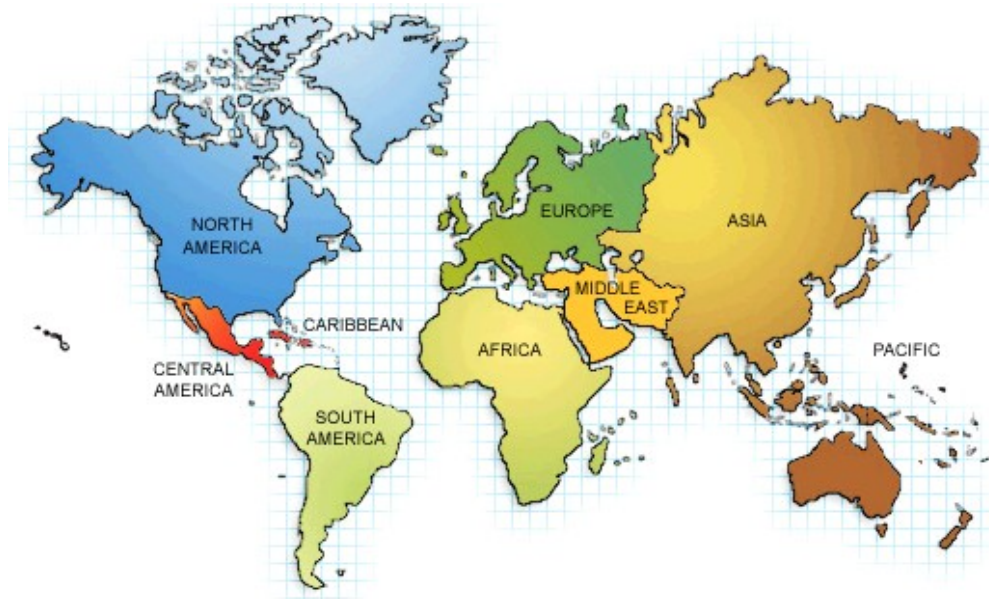 NORTH
AMERICA
EUROPE
ASIA
MIDDLE
EAST
CARIBBEAN
AFRICA
PACIFIC
CENTRAL
AMERICA
SOUTH
AMERICA